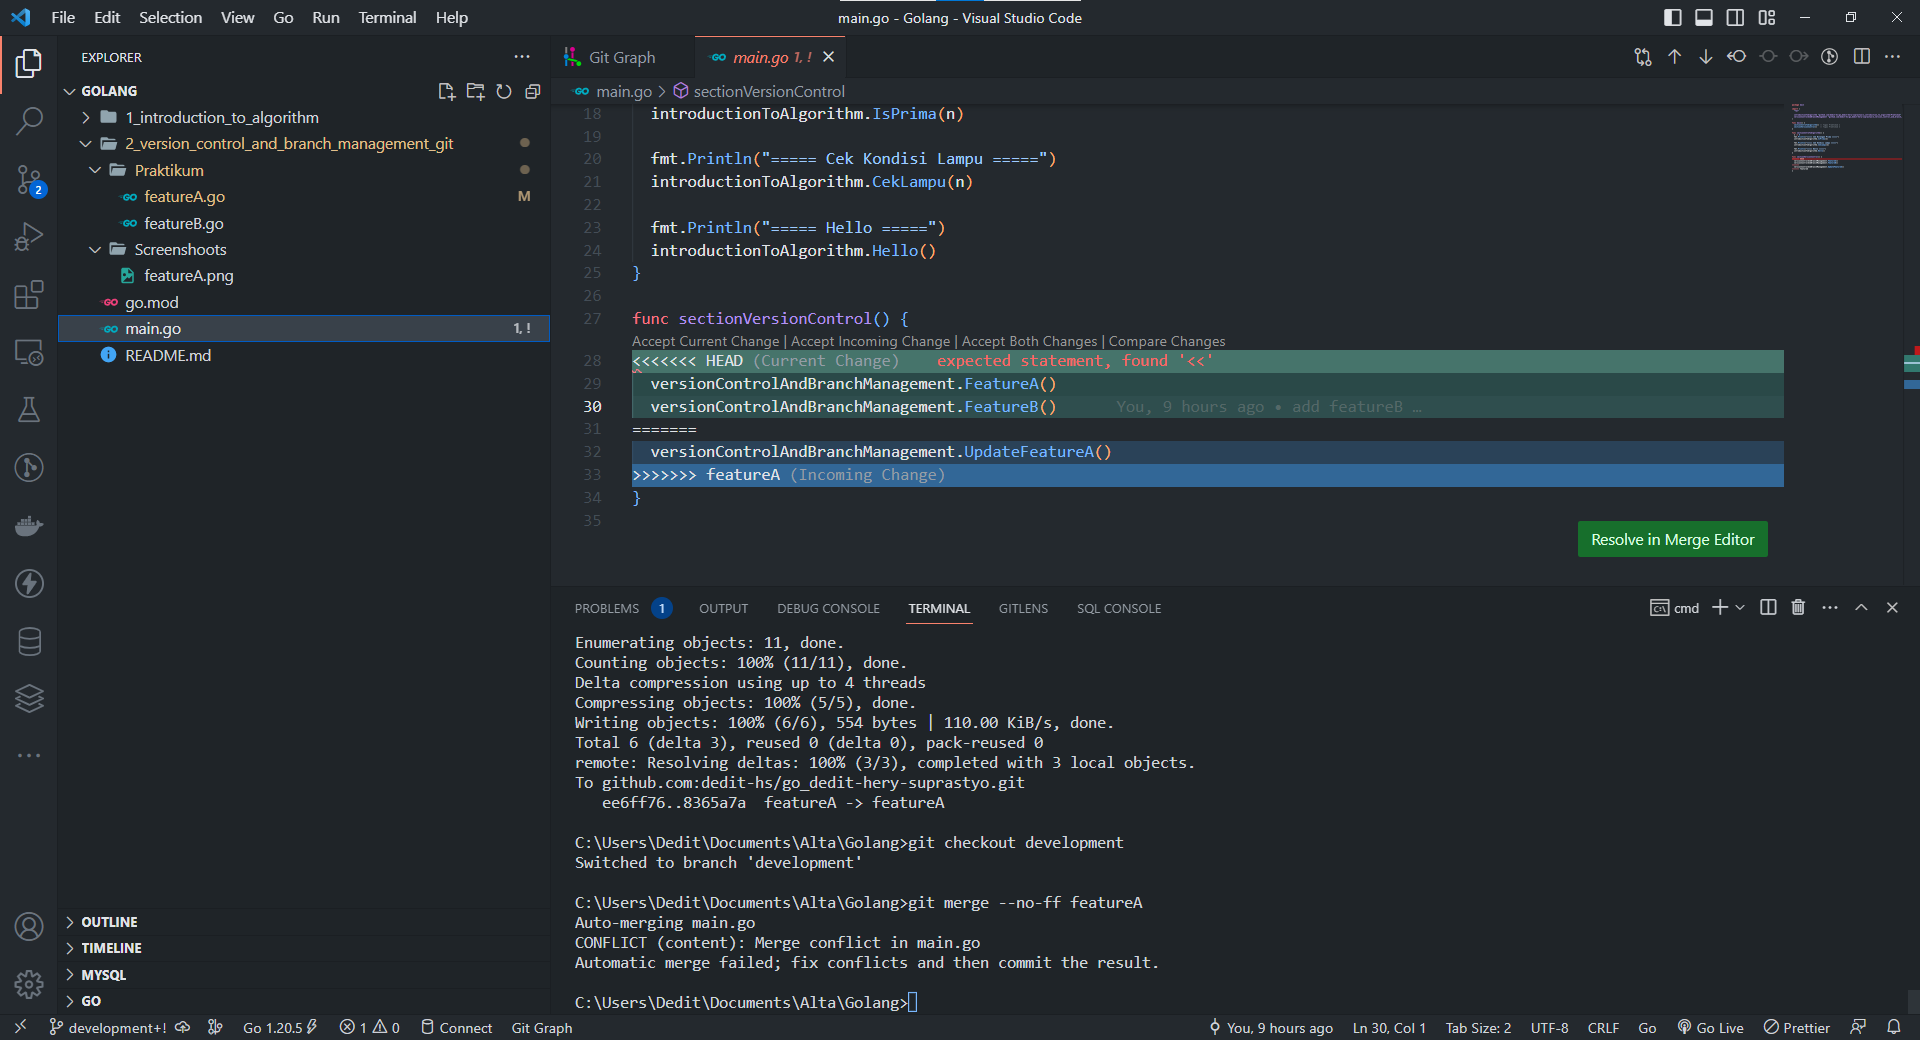 File Edit Selection View Go Run Terminal Help
main.go - Golang - Visual Studio Code
EXPLORER
GOLANG
1_introduction_to_algorithm
2_version_control_and_branch_management_git
Praktikum
featureA.go M
featureB.go
Screenshoots
featureA.png
go.mod
main.go 1, !
README.md
2
OUTLINE
TIMELINE
MYSQL
GO
Git Graph
main.go 1, !
main.go > sectionVersionControl
18 introductionToAlgorithm.IsPrima(n)
19
20 fmt.Println("===== Cek Kondisi Lampu =====")
21 introductionToAlgorithm.CekLampu(n)
22
23 fmt.Println("===== Hello =====")
24 introductionToAlgorithm.Hello()
25 }
26
27 func sectionVersionControl() {
Accept Current Change | Accept Incoming Change | Accept Both Changes | Compare Changes
28 <<<<<<< HEAD (Current Change) expected statement, found '<<'
29 versionControlAndBranchManagement.FeatureA()
30 versionControlAndBranchManagement.FeatureB() You, 9 hours ago • add featureB …
31 =======
32 versionControlAndBranchManagement.UpdateFeatureA()
33 >>>>>>> featureA (Incoming Change)
34 }
35
Resolve in Merge Editor
PROBLEMS 1 OUTPUT DEBUG CONSOLE TERMINAL GITLENS SQL CONSOLE
cmd
Enumerating objects: 11, done.
Counting objects: 100% (11/11), done.
Delta compression using up to 4 threads
Compressing objects: 100% (5/5), done.
Writing objects: 100% (6/6), 554 bytes | 110.00 KiB/s, done.
Total 6 (delta 3), reused 0 (delta 0), pack-reused 0
remote: Resolving deltas: 100% (3/3), completed with 3 local objects.
To github.com:dedit-hs/go_dedit-hery-suprastyo.git
ee6ff76..8365a7a featureA -> featureA
C:\Users\Dedit\Documents\Alta\Golang>git checkout development
Switched to branch 'development'
C:\Users\Dedit\Documents\Alta\Golang>git merge --no-ff featureA
Auto-merging main.go
CONFLICT (content): Merge conflict in main.go
Automatic merge failed; fix conflicts and then commit the result.
C:\Users\Dedit\Documents\Alta\Golang>
development+! Go 1.20.5 1 0 Connect Git Graph You, 9 hours ago Ln 30, Col 1 Tab Size: 2 UTF-8 CRLF Go Go Live Prettier